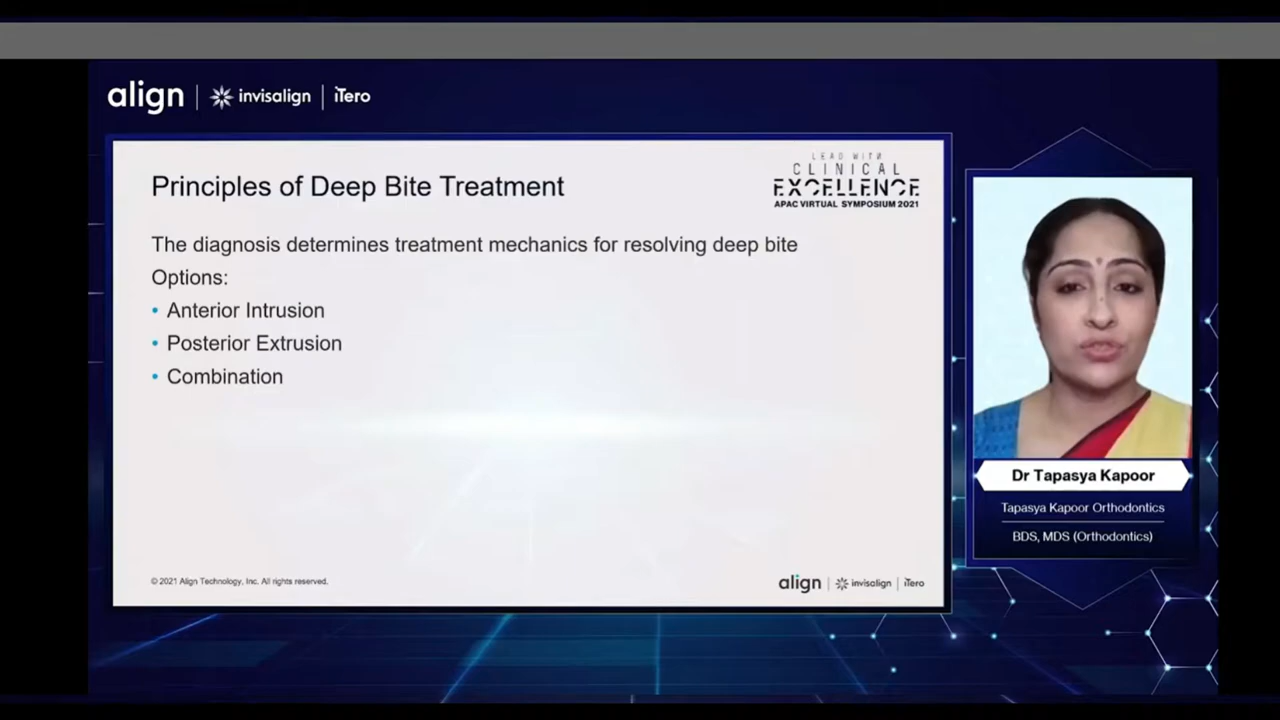 align | invisalign | iTero
Principles of Deep Bite Treatment
LEAD WITH
CLINICAL
EXCELLENCE
APAC VIRTUAL SYMPOSIUM 2021
The diagnosis determines treatment mechanics for resolving deep bite
Options:
• Anterior Intrusion
• Posterior Extrusion
• Combination
© 2021 Align Technology, Inc. All rights reserved.
align | invisalign | iTero
Dr Tapasya Kapoor
Tapasya Kapoor Orthodontics
BDS, MDS (Orthodontics)